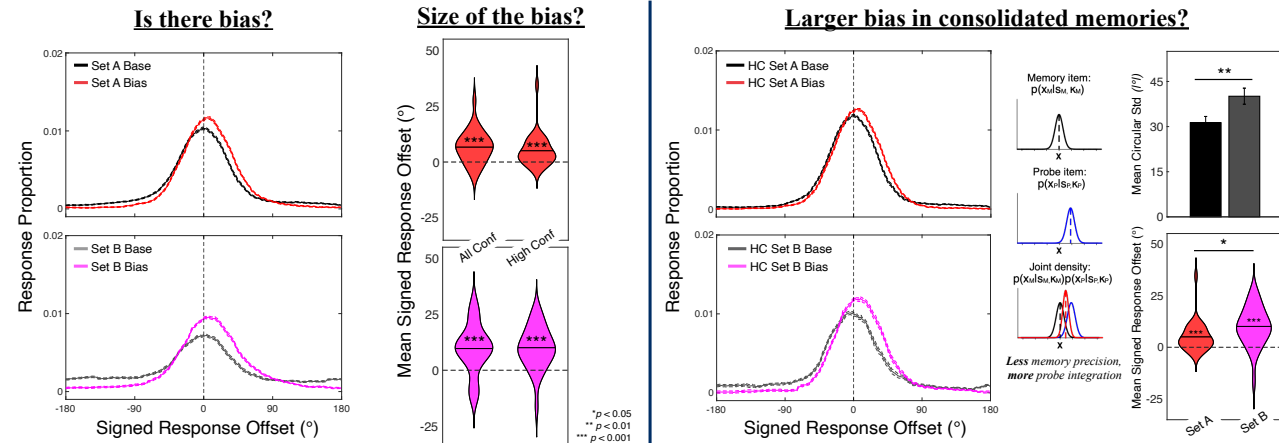 Is there bias?
Size of the bias?
Larger bias in consolidated memories?
Response Proportion
0.02
0.01
0
Set A Base
Set A Bias
0.02
0.01
0
Set B Base
Set B Bias
-180
-90
0
90
180
Signed Response Offset (°)
Mean Signed Response Offset (°)
50
25
0
-25
***
***
All Conf
High Conf
50
25
0
-25
***
***
*p < 0.05
** p < 0.01
*** p < 0.001
Response Proportion
0.02
0.01
0
HC Set A Base
HC Set A Bias
0.02
0.01
0
HC Set B Base
HC Set B Bias
-180
-90
0
90
180
Signed Response Offset (°)
Memory item:
p(xM|sM, κM)
x
Probe item:
p(xP|sP,κP)
x
Joint density:
p(xM|sM,κM)p(xP|sP,κP)
x
Less memory precision,
more probe integration
Mean Circular Std (/°/)
45
30
15
0
**
Mean Signed Response Offset (°)
50
25
0
-25
*
***
***
Set A
Set B